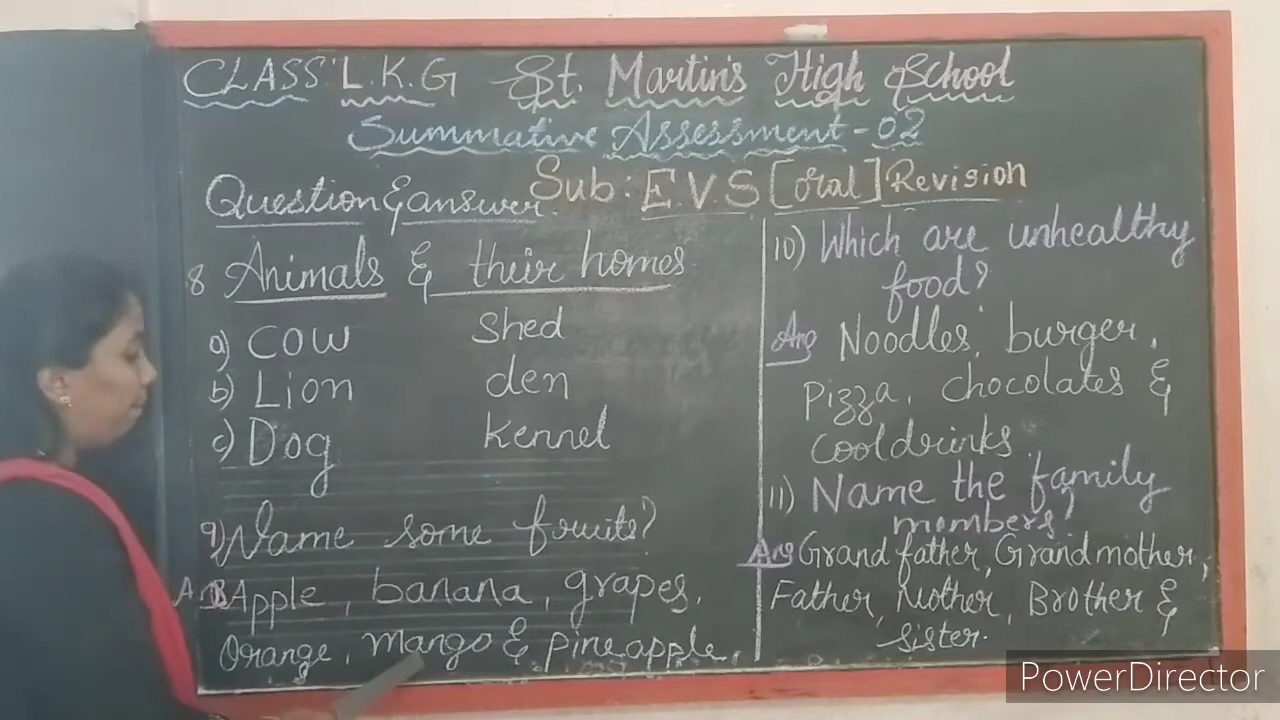 CLASS: L.K.G St. Martin's High School
Summative Assessment - 02
Sub: E.V.S [oral] Revision
Question & answer.
8 Animals & their homes
a) Cow Shed
b) Lion den
c) Dog Kennel
9) Name some fruits?
Ans Apple, banana, grapes,
Orange, mango & pineapple.
10) Which are unhealthy
food?
Ans Noodles, burger,
Pizza, chocolates &
cooldrinks.
11) Name the family
members?
Ans Grand father, Grand mother,
Father, Mother, Brother &
sister.
PowerDirector